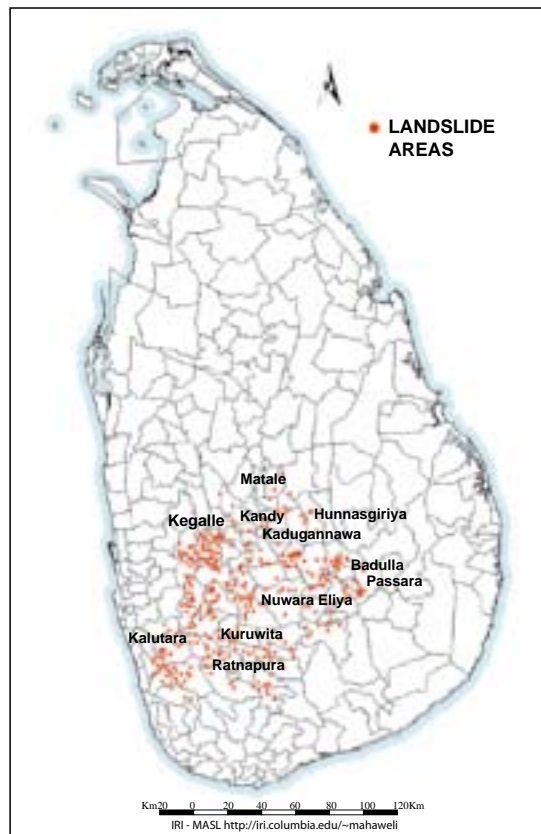 LANDSLIDE
AREAS
Matale
Kandy
Hunnasgiriya
Kegalle
Kadugannawa
Badulla
Passara
Nuwara Eliya
Kalutara
Kuruwita
Ratnapura
Km20 0 20 40 60 80 100 120Km
IRI - MASL http://iri.columbia.edu/~mahaweli